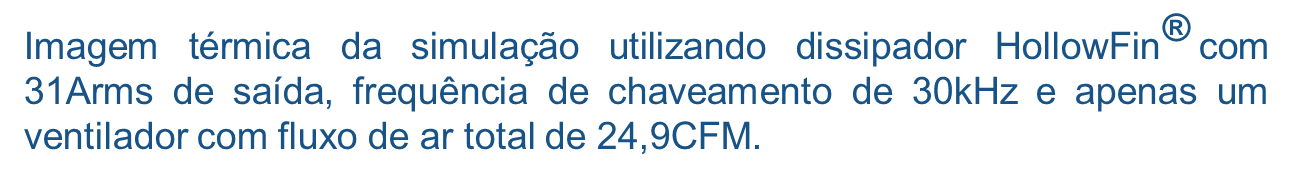 Imagem térmica da simulação utilizando dissipador HollowFin® com
31Arms de saída, frequência de chaveamento de 30kHz e apenas um
ventilador com fluxo de ar total de 24,9CFM.